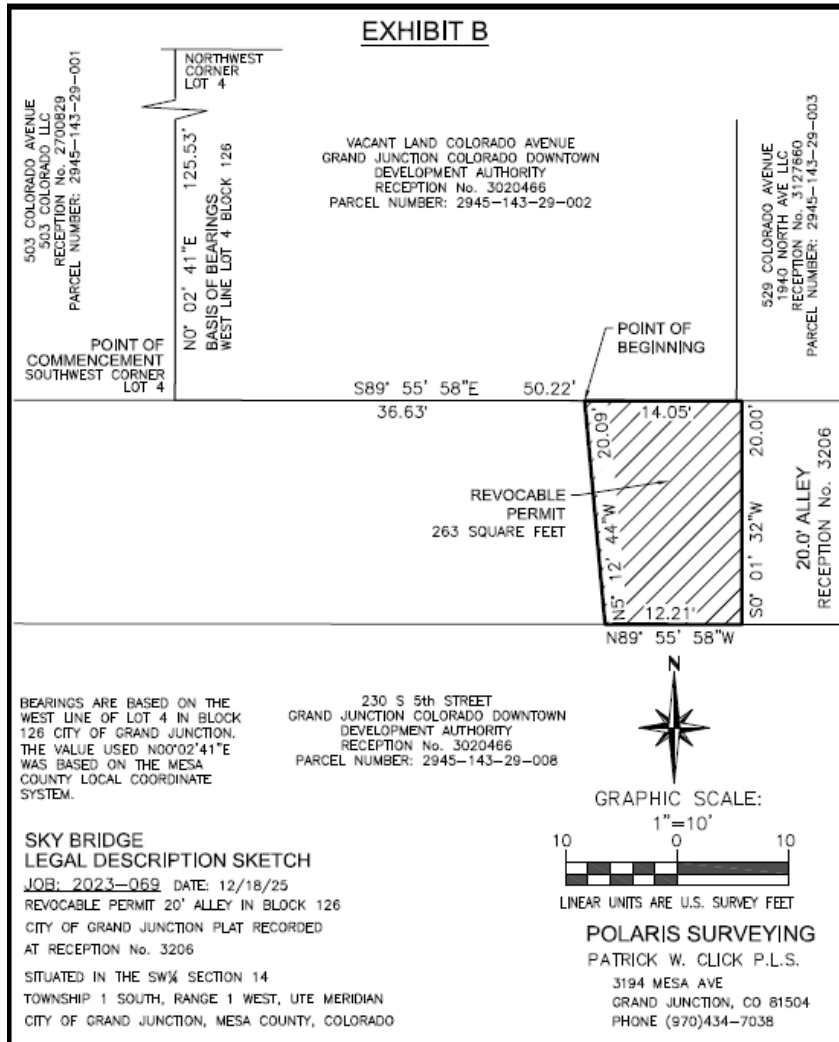 EXHIBIT B
503 COLORADO AVENUE
503 COLORADO LLC
RECEPTION No. 2700829
PARCEL NUMBER: 2945-143-29-001
NORTHWEST
CORNER
LOT 4
N0° 02' 41"E 125.53'
BASIS OF BEARINGS
WEST LINE LOT 4 BLOCK 126
VACANT LAND COLORADO AVENUE
GRAND JUNCTION COLORADO DOWNTOWN
DEVELOPMENT AUTHORITY
RECEPTION No. 3020466
PARCEL NUMBER: 2945-143-29-002
529 COLORADO AVENUE
1940 NORTH AVE LLC
RECEPTION No. 3127660
PARCEL NUMBER: 2945-143-29-003
POINT OF
COMMENCEMENT
SOUTHWEST CORNER
LOT 4
POINT OF
BEGINNING
S89° 55' 58"E 50.22'
36.63'
14.05'
20.09'
N5° 12' 44"W
20.00'
S0° 01' 32"W
REVOCABLE
PERMIT
263 SQUARE FEET
12.21'
N89° 55' 58"W
20.0' ALLEY
RECEPTION No. 3206
N
BEARINGS ARE BASED ON THE
WEST LINE OF LOT 4 IN BLOCK
126 CITY OF GRAND JUNCTION.
THE VALUE USED N00°02'41"E
WAS BASED ON THE MESA
COUNTY LOCAL COORDINATE
SYSTEM.
230 S 5th STREET
GRAND JUNCTION COLORADO DOWNTOWN
DEVELOPMENT AUTHORITY
RECEPTION No. 3020466
PARCEL NUMBER: 2945-143-29-008
GRAPHIC SCALE:
1"=10'
10 0 10
LINEAR UNITS ARE U.S. SURVEY FEET
SKY BRIDGE
LEGAL DESCRIPTION SKETCH
JOB: 2023-069 DATE: 12/18/25
REVOCABLE PERMIT 20' ALLEY IN BLOCK 126
CITY OF GRAND JUNCTION PLAT RECORDED
AT RECEPTION No. 3206
SITUATED IN THE SW¼ SECTION 14
TOWNSHIP 1 SOUTH, RANGE 1 WEST, UTE MERIDIAN
CITY OF GRAND JUNCTION, MESA COUNTY, COLORADO
POLARIS SURVEYING
PATRICK W. CLICK P.L.S.
3194 MESA AVE
GRAND JUNCTION, CO 81504
PHONE (970)434-7038